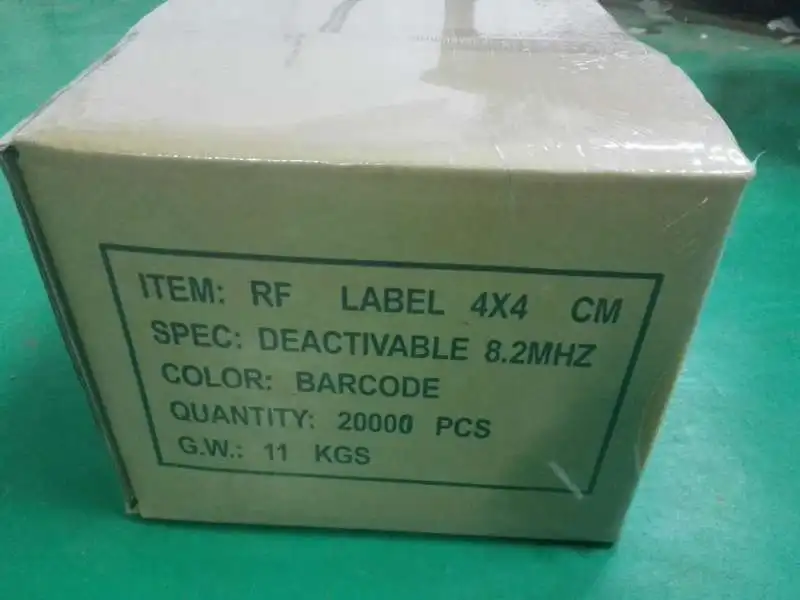 ITEM: RF LABEL 4X4 CM
SPEC: DEACTIVABLE 8.2MHZ
COLOR: BARCODE
QUANTITY: 20000 PCS
G.W.: 11 KGS